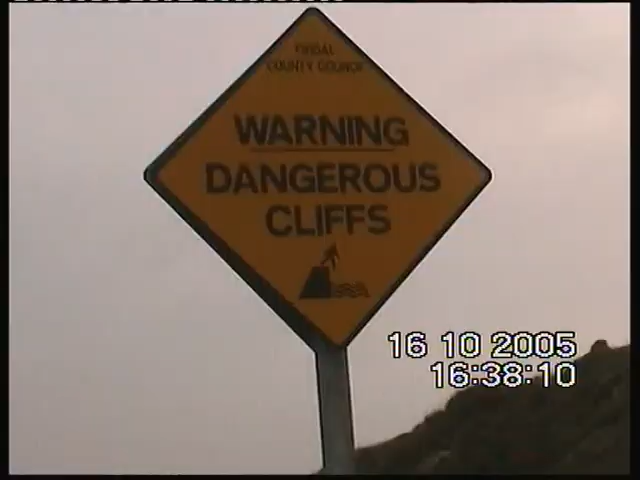 FINGAL
COUNTY COUNCIL
WARNING
DANGEROUS
CLIFFS
16 10 2005
16:38:10